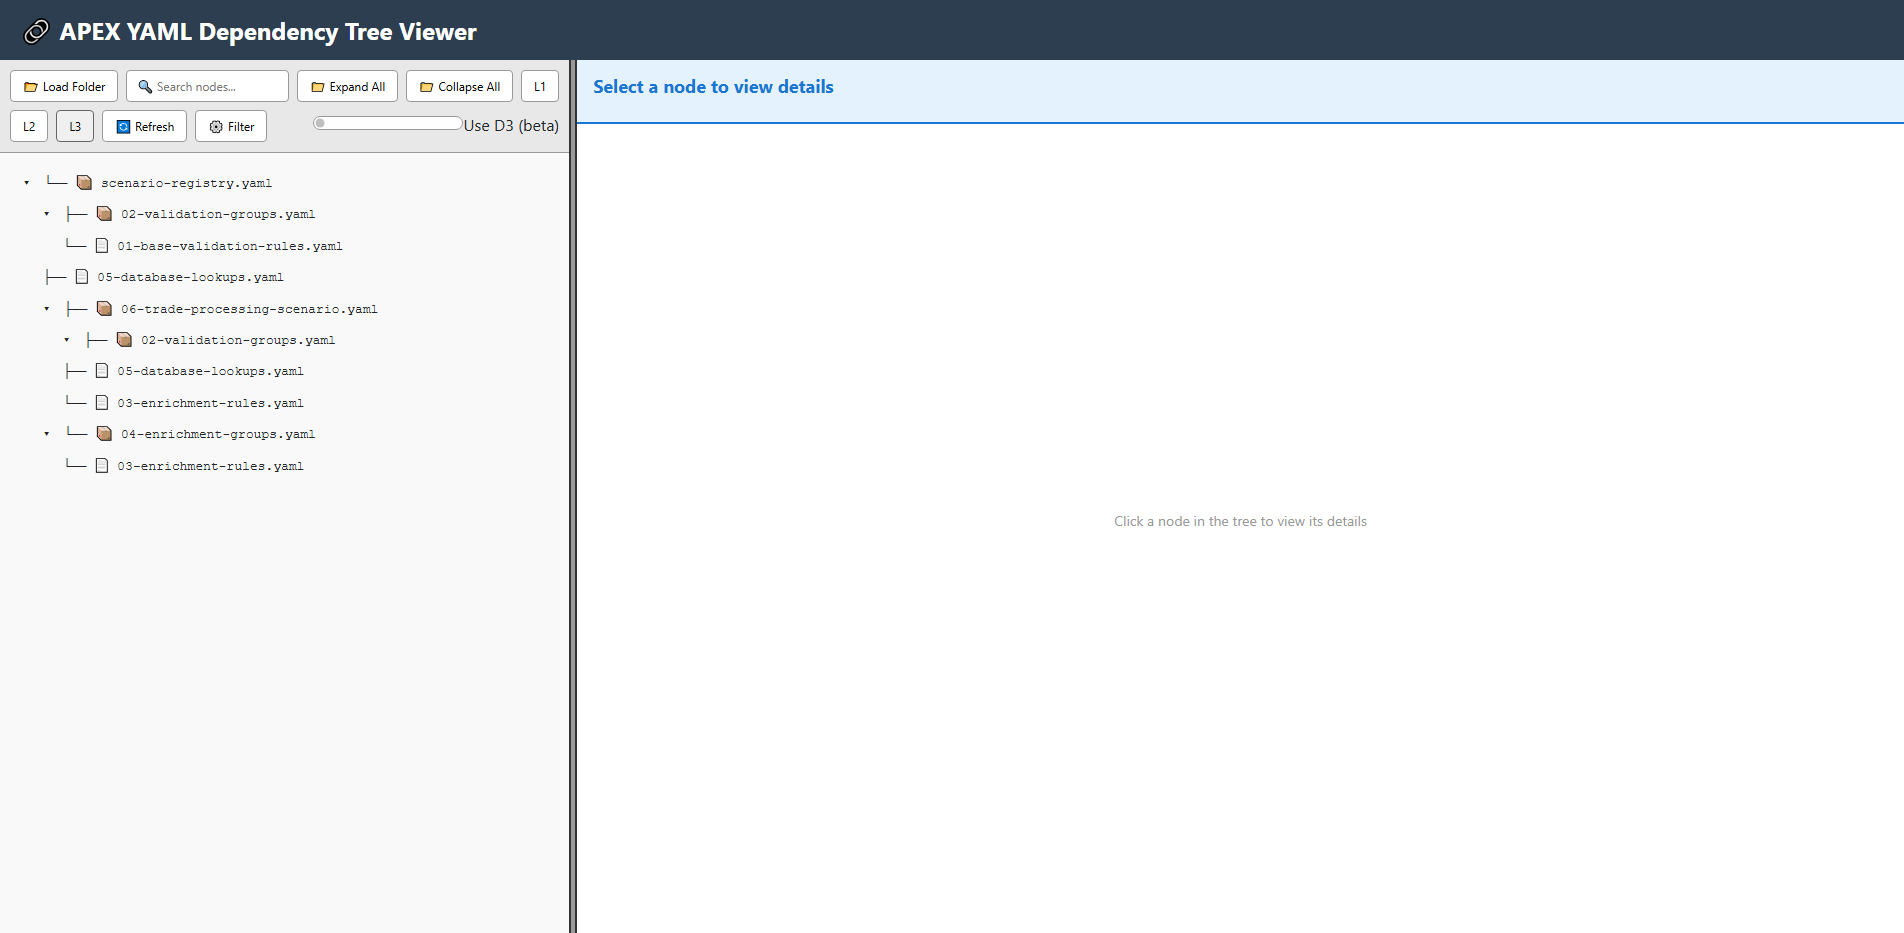 APEX YAML Dependency Tree Viewer
Load Folder
Search nodes...
Expand All
Collapse All
L1
L2
L3
Refresh
Filter
Use D3 (beta)
scenario-registry.yaml
02-validation-groups.yaml
01-base-validation-rules.yaml
05-database-lookups.yaml
06-trade-processing-scenario.yaml
02-validation-groups.yaml
05-database-lookups.yaml
03-enrichment-rules.yaml
04-enrichment-groups.yaml
03-enrichment-rules.yaml
Select a node to view details
Click a node in the tree to view its details